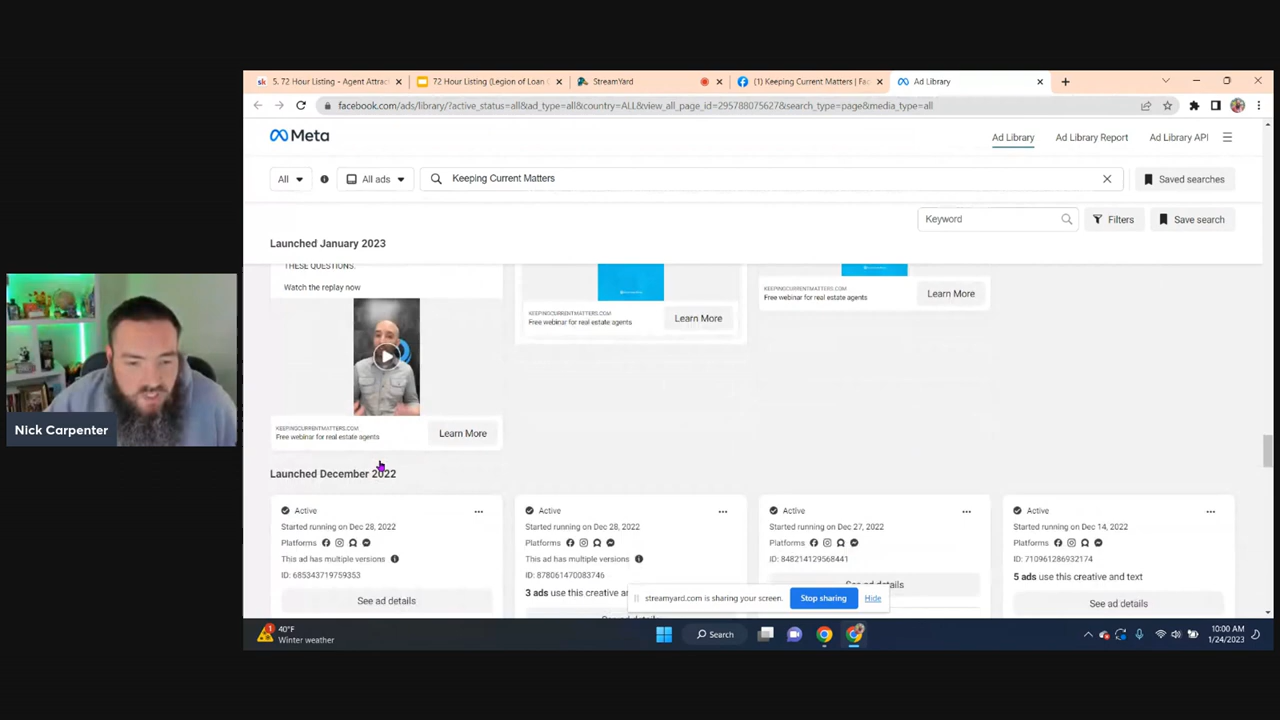 5. 72 Hour Listing - Agent Attrac
72 Hour Listing (Legion of Loan
StreamYard
(1) Keeping Current Matters | Fac
Ad Library
facebook.com/ads/library/?active_status=all&ad_type=all&country=ALL&view_all_page_id=295788075627&search_type=page&media_type=all
Meta
Ad Library
Ad Library Report
Ad Library API
All
All ads
Keeping Current Matters
Saved searches
Keyword
Filters
Save search
Launched January 2023
THESE QUESTIONS.
Watch the replay now
KEEPINGCURRENTMATTERS.COM
Free webinar for real estate agents
Learn More
KEEPINGCURRENTMATTERS.COM
Free webinar for real estate agents
Learn More
KEEPINGCURRENTMATTERS.COM
Free webinar for real estate agents
Learn More
Nick Carpenter
Launched December 2022
Active
Started running on Dec 28, 2022
Platforms
This ad has multiple versions
ID: 685343719759353
See ad details
Active
Started running on Dec 28, 2022
Platforms
This ad has multiple versions
ID: 878061470083746
3 ads use this creative an
Active
Started running on Dec 27, 2022
Platforms
ID: 848214129568441
See ad details
Active
Started running on Dec 14, 2022
Platforms
ID: 710961286932174
5 ads use this creative and text
See ad details
streamyard.com is sharing your screen.
Stop sharing
Hide
1
40°F
Winter weather
Search
10:00 AM
1/24/2023